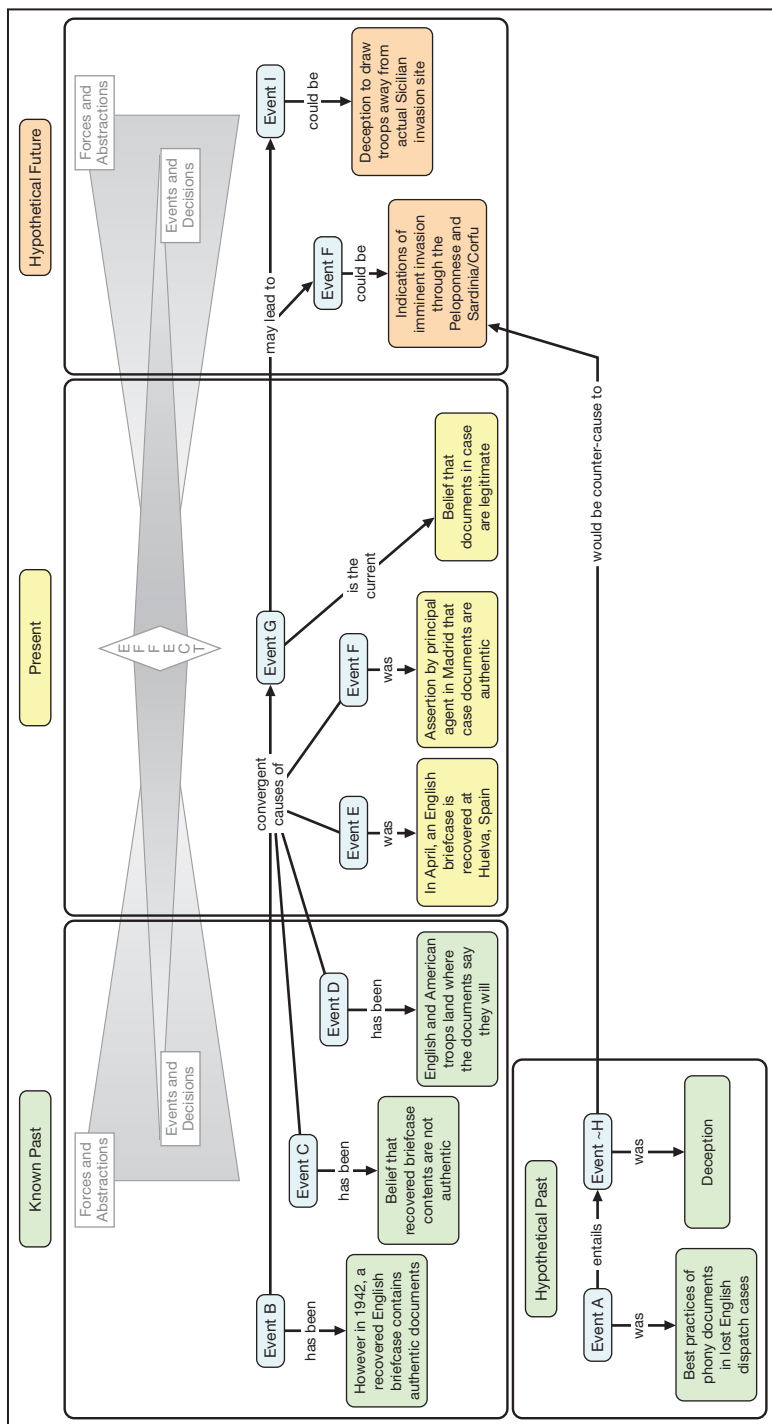 Known Past
Forces and
Abstractions
Events and
Decisions
Event B
has been
However in 1942, a
recovered English
briefcase contains
authentic documents
Event C
has been
Belief that
recovered briefcase
contents are not
authentic
Event D
has been
English and American
troops land where
the documents say
they will
Present
EFFECT
convergent
causes of
Event E
was
In April, an English
briefcase is
recovered at
Huelva, Spain
Event F
was
Assertion by principal
agent in Madrid that
case documents are
authentic
Event G
is the
current
Belief that
documents in case
are legitimate
Hypothetical Future
Forces and
Abstractions
Events and
Decisions
may lead to
Event F
could be
Indications of
imminent invasion
through the
Peloponnese and
Sardinia/Corfu
Event I
could be
Deception to draw
troops away from
actual Sicilian
invasion site
Hypothetical Past
Event A
was
Best practices of
phony documents
in lost English
dispatch cases
entails
Event ~H
was
Deception
would be counter-cause to